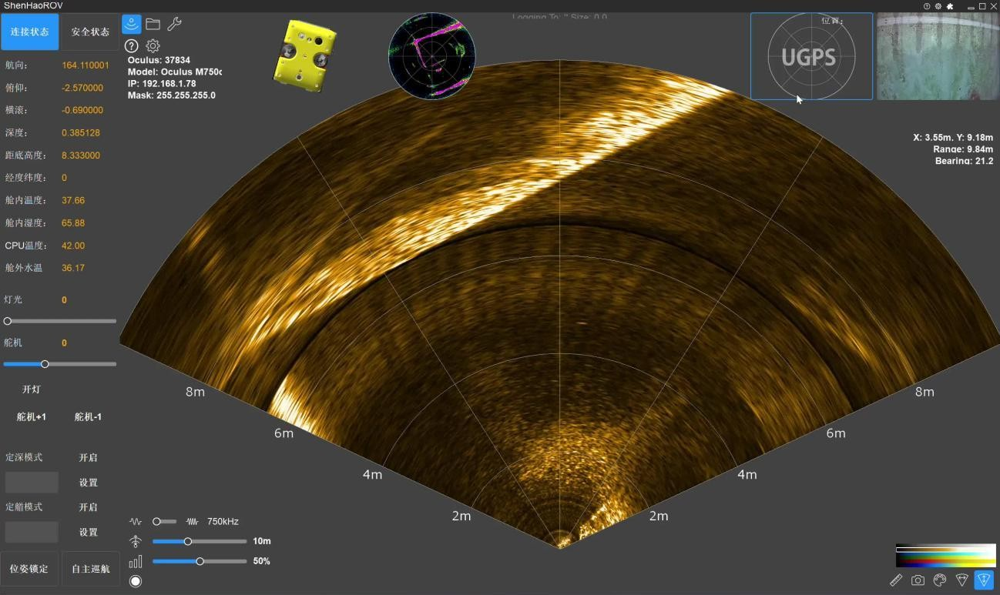 ShenHaoROV
连接状态
安全状态
航向: 164.110001
俯仰: -2.570000
横滚: -0.690000
深度: 0.385128
距底高度: 8.333000
经度纬度: 0
舱内温度: 37.66
舱内湿度: 65.88
CPU温度: 42.00
舱外水温 36.17
灯光 0
舵机 0
开灯
舵机+1 舵机-1
定深模式 开启
设置
定艏模式 开启
设置
位姿锁定 自主巡航
Oculus: 37834
Model: Oculus M750c
IP: 192.168.1.78
Mask: 255.255.255.0
Logging To: '' Size: 0.0
位置:
UGPS
X: 3.55m. Y: 9.18m
Range: 9.84m
Bearing: 21.2
8m 8m
6m 6m
4m 4m
2m 2m
750kHz
10m
50%